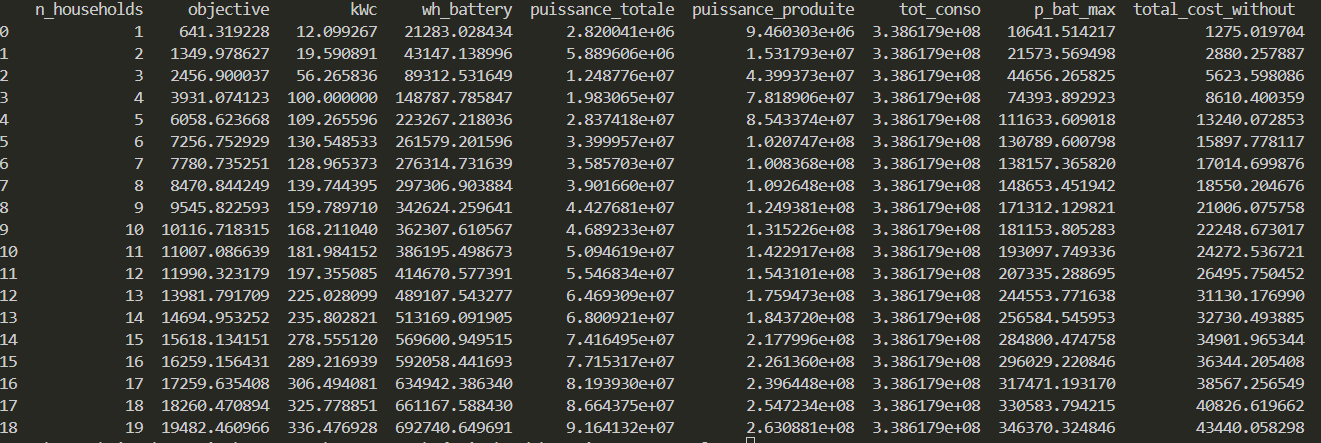 n_households objective kWc wh_battery puissance_totale puissance_produite tot_conso p_bat_max total_cost_without
0 1 641.319228 12.099267 21283.028434 2.820041e+06 9.460303e+06 3.386179e+08 10641.514217 1275.019704
1 2 1349.978627 19.590891 43147.138996 5.889606e+06 1.531793e+07 3.386179e+08 21573.569498 2880.257887
2 3 2456.900037 56.265836 89312.531649 1.248776e+07 4.399373e+07 3.386179e+08 44656.265825 5623.598086
3 4 3931.074123 100.000000 148787.785847 1.983065e+07 7.818906e+07 3.386179e+08 74393.892923 8610.400359
4 5 6058.623668 109.265596 223267.218036 2.837418e+07 8.543374e+07 3.386179e+08 111633.609018 13240.072853
5 6 7256.752929 130.548533 261579.201596 3.399957e+07 1.020747e+08 3.386179e+08 130789.600798 15897.778117
6 7 7780.735251 128.965373 276314.731639 3.585703e+07 1.008368e+08 3.386179e+08 138157.365820 17014.699876
7 8 8470.844249 139.744395 297306.903884 3.901660e+07 1.092648e+08 3.386179e+08 148653.451942 18550.204676
8 9 9545.822593 159.789710 342624.259641 4.427681e+07 1.249381e+08 3.386179e+08 171312.129821 21006.075758
9 10 10116.718315 168.211040 362307.610567 4.689233e+07 1.315226e+08 3.386179e+08 181153.805283 22248.673017
10 11 11007.086639 181.984152 386195.498673 5.094619e+07 1.422917e+08 3.386179e+08 193097.749336 24272.536721
11 12 11990.323179 197.355085 414670.577391 5.546834e+07 1.543101e+08 3.386179e+08 207335.288695 26495.750452
12 13 13981.791709 225.028099 489107.543277 6.469309e+07 1.759473e+08 3.386179e+08 244553.771638 31130.176990
13 14 14694.953252 235.802821 513169.091905 6.800921e+07 1.843720e+08 3.386179e+08 256584.545953 32730.493885
14 15 15618.134151 278.555120 569600.949515 7.416495e+07 2.177996e+08 3.386179e+08 284800.474758 34901.965344
15 16 16259.156431 289.216939 592058.441693 7.715317e+07 2.261360e+08 3.386179e+08 296029.220846 36344.205408
16 17 17259.635408 306.494081 634942.386340 8.193930e+07 2.396448e+08 3.386179e+08 317471.193170 38567.256549
17 18 18260.470894 325.778851 661167.588430 8.664375e+07 2.547234e+08 3.386179e+08 330583.794215 40826.619662
18 19 19482.460966 336.476928 692740.649691 9.164132e+07 2.630881e+08 3.386179e+08 346370.324846 43440.058298